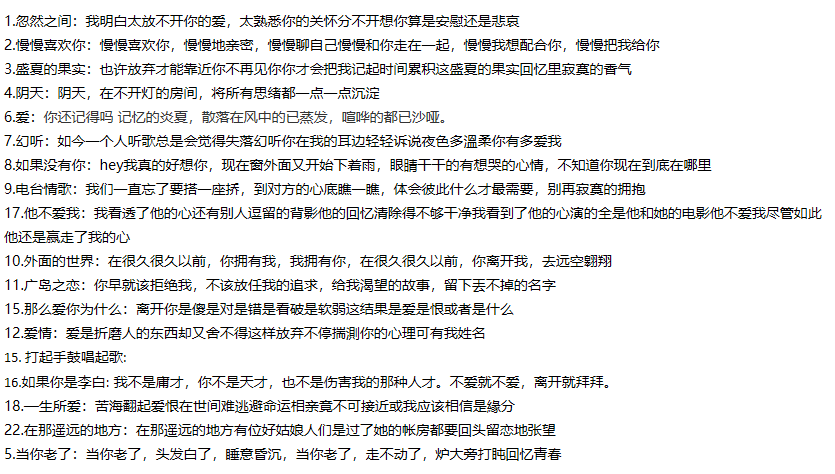 1.忽然之间：我明白太放不开你的爱，太熟悉你的关怀分不开想你算是安慰还是悲哀
2.慢慢喜欢你：慢慢喜欢你，慢慢地亲密，慢慢聊自己慢慢和你走在一起，慢慢我想配合你，慢慢把我给你
3.盛夏的果实：也许放弃才能靠近你不再见你你才会把我记起时间累积这盛夏的果实回忆里寂寞的香气
4.阴天：阴天，在不开灯的房间，将所有思绪都一点一点沉淀
6.爱：你还记得吗 记忆的炎夏，散落在风中的已蒸发，喧哗的都已沙哑。
7.幻听：如今一个人听歌总是会觉得失落幻听你在我的耳边轻轻诉说夜色多温柔你有多爱我
8.如果没有你：hey我真的好想你，现在窗外面又开始下着雨，眼睛干干的有想哭的心情，不知道你现在到底在哪里
9.电台情歌：我们一直忘了要搭一座挢，到对方的心底瞧一瞧，体会彼此什么才最需要，别再寂寞的拥抱
17.他不爱我：我看透了他的心还有别人逗留的背影他的回忆清除得不够干净我看到了他的心演的全是他和她的电影他不爱我尽管如此
他还是赢走了我的心
10.外面的世界：在很久很久以前，你拥有我，我拥有你，在很久很久以前，你离开我，去远空翱翔
11.广岛之恋：你早就该拒绝我，不该放任我的追求，给我渴望的故事，留下丢不掉的名字
15.那么爱你为什么：离开你是傻是对是错是看破是软弱这结果是爱是恨或者是什么
12.爱情：爱是折磨人的东西却又舍不得这样放弃不停揣测你的心理可有我姓名
15. 打起手鼓唱起歌:
16.如果你是李白: 我不是庸才，你不是天才，也不是伤害我的那种人才。不爱就不爱，离开就拜拜。
18.一生所爱：苦海翻起爱恨在世间难逃避命运相亲竟不可接近或我应该相信是缘分
22.在那遥远的地方：在那遥远的地方有位好姑娘人们是过了她的帐房都要回头留恋地张望
5.当你老了：当你老了，头发白了，睡意昏沉，当你老了，走不动了，炉大旁打盹回忆青春